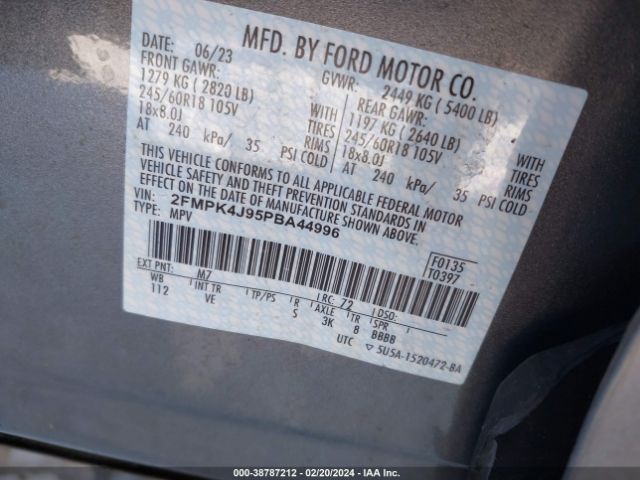 MFD. BY FORD MOTOR CO.
DATE: 06/23 GVWR: 2449 KG ( 5400 LB)
FRONT GAWR: REAR GAWR:
1279 KG ( 2820 LB) WITH 1197 KG ( 2640 LB) WITH
245/60R18 105V TIRES 245/60R18 105V TIRES
18x8.0J RIMS 18x8.0J RIMS
AT 240 kPa/ 35 PSI COLD AT 240 kPa/ 35 PSI COLD
THIS VEHICLE CONFORMS TO ALL APPLICABLE FEDERAL MOTOR
VEHICLE SAFETY AND THEFT PREVENTION STANDARDS IN
EFFECT ON THE DATE OF MANUFACTURE SHOWN ABOVE.
VIN: 2FMPK4J95PBA44996
TYPE: MPV
F0135
T0397
EXT PNT: M7 RC: 72 DSO:
WB INT TR TP/PS R AXLE TR SPR
112 VE S 3K 8 BBBB
UTC ▽ 5U5A-1520472-BA
000-38787212 - 02/20/2024 - IAA Inc.